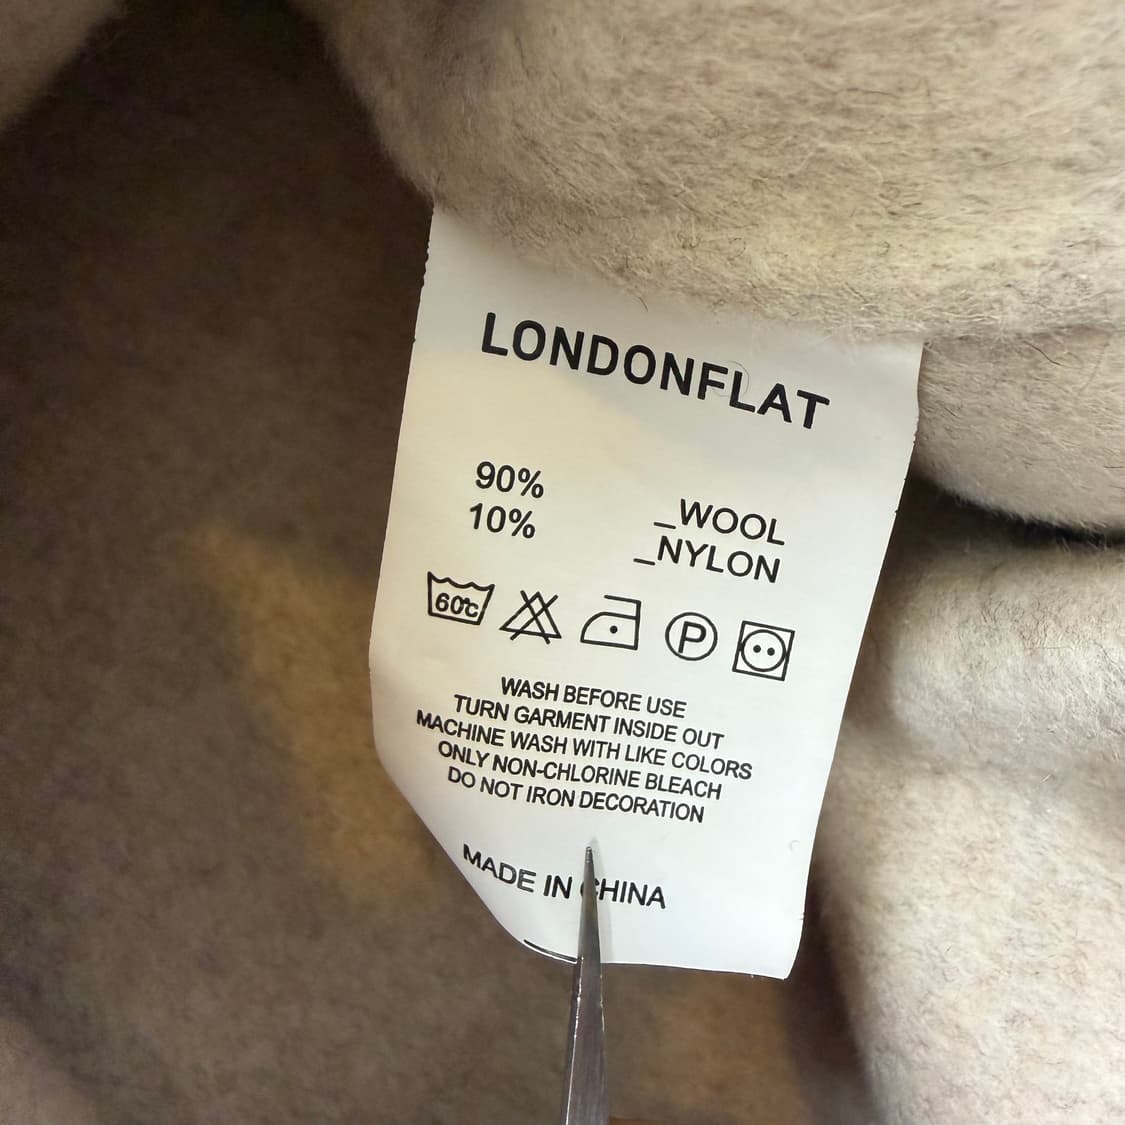 LONDONFLAT
90% _WOOL
10% _NYLON
60℃ P
WASH BEFORE USE
TURN GARMENT INSIDE OUT
MACHINE WASH WITH LIKE COLORS
ONLY NON-CHLORINE BLEACH
DO NOT IRON DECORATION
MADE IN CHINA